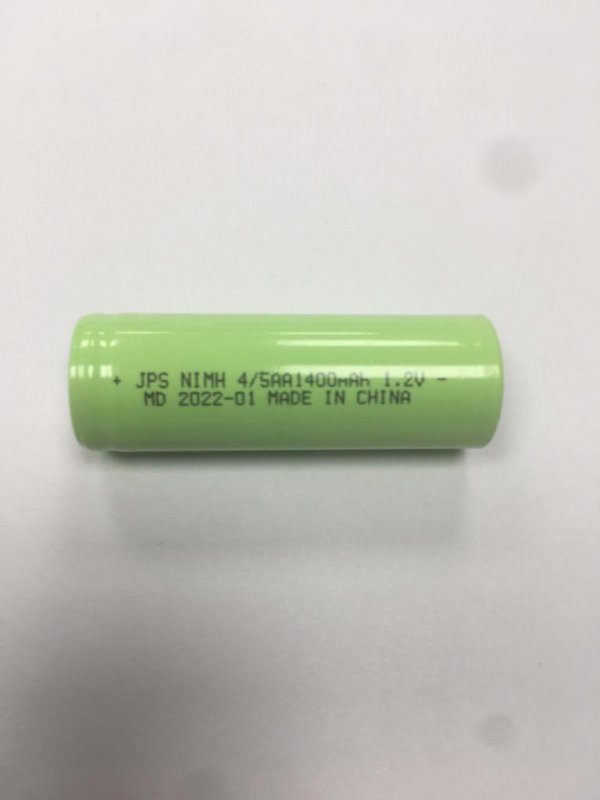 + JPS NIMH 4/5AA1400mAh 1.2V -
MD 2022-01 MADE IN CHINA